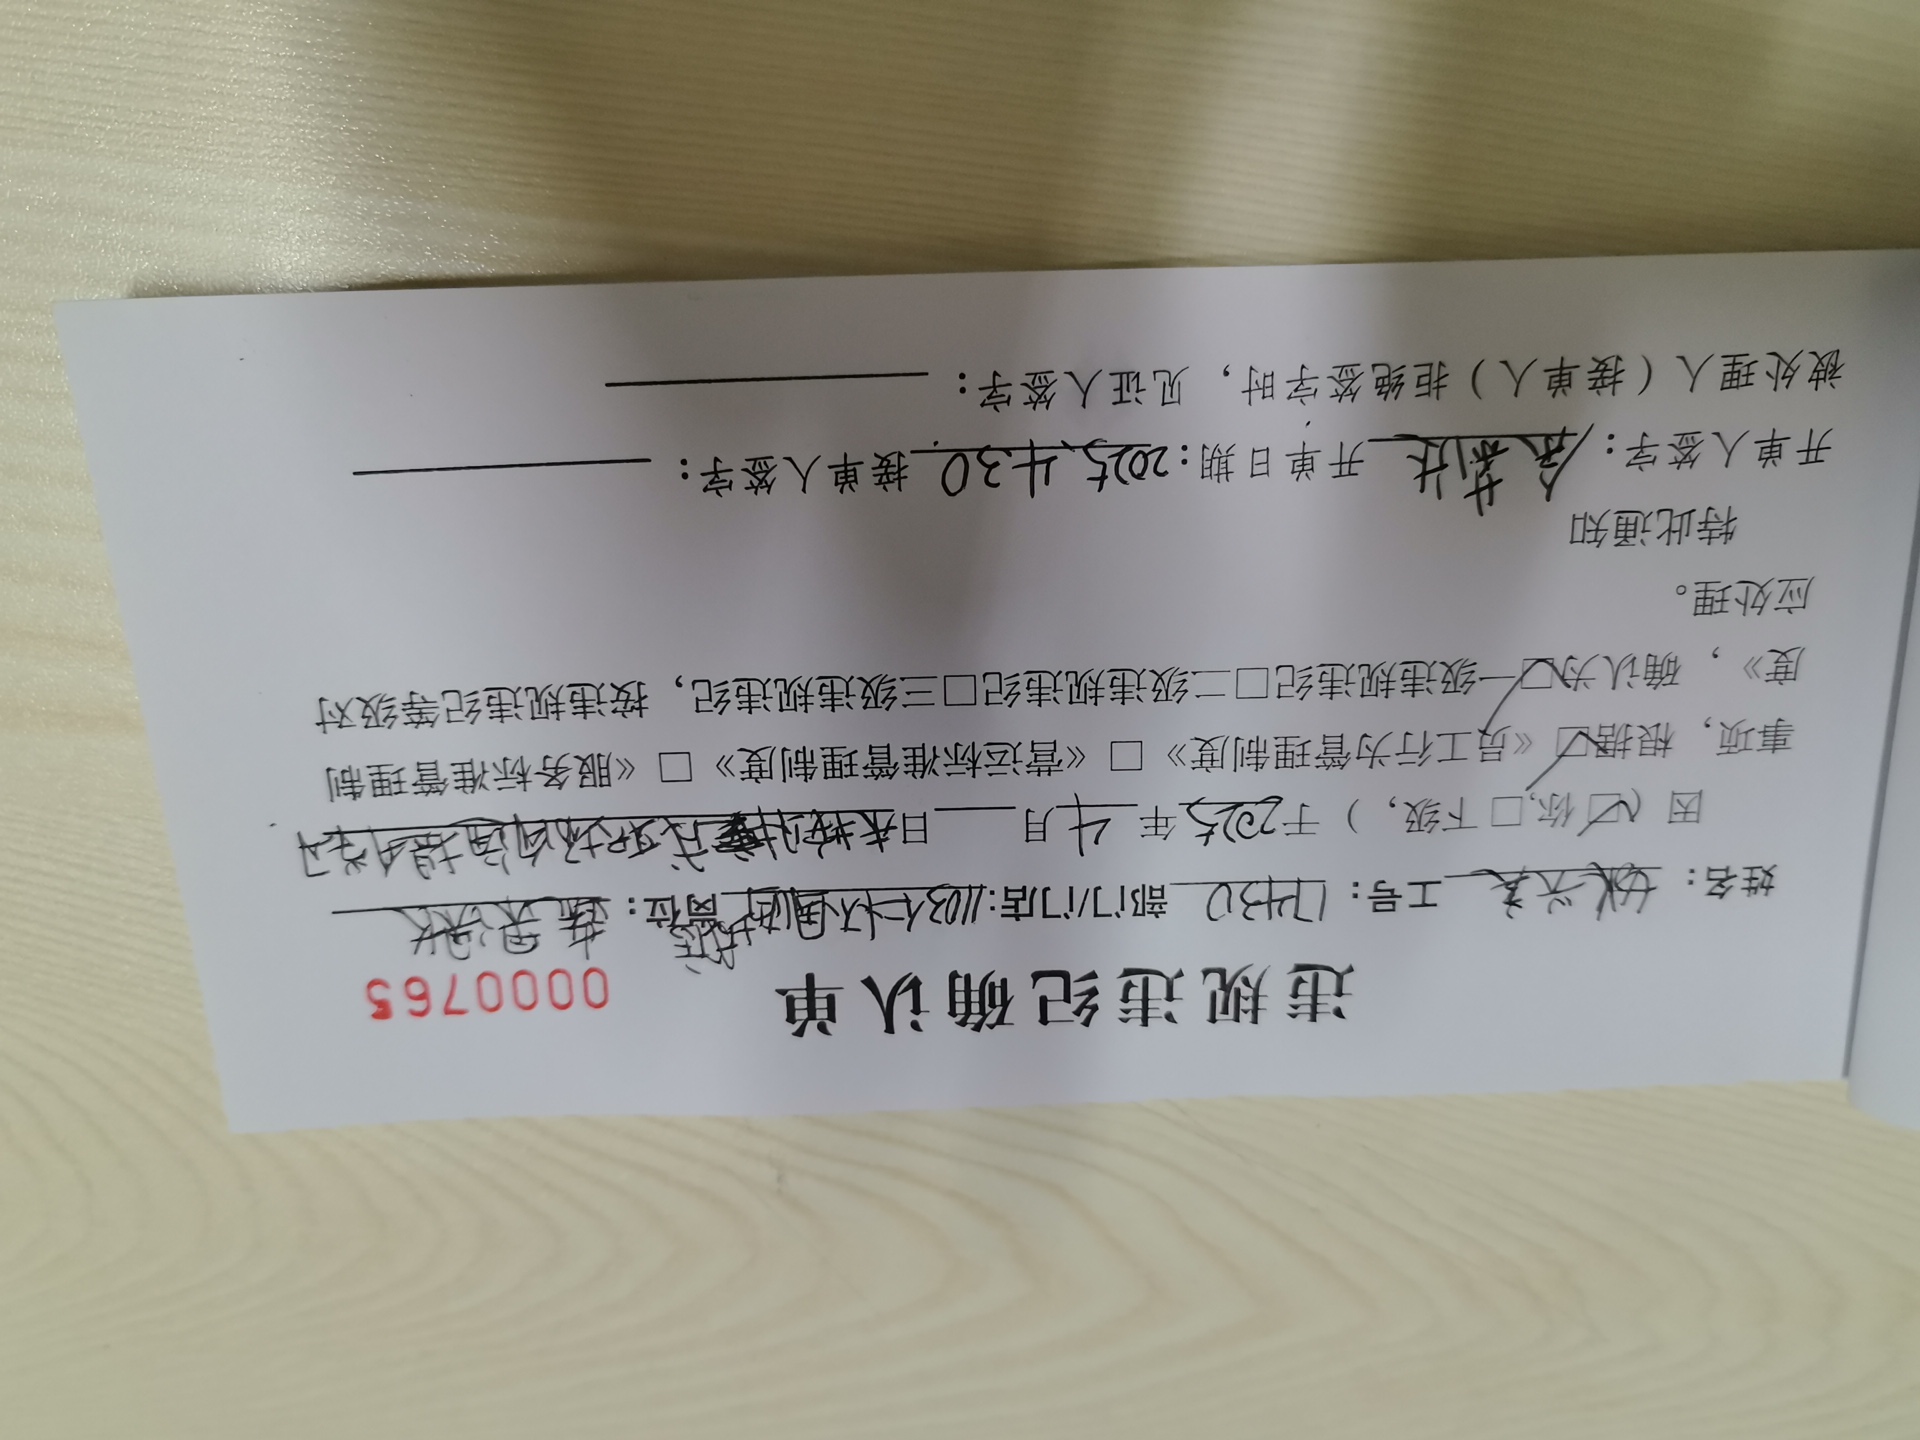 违规违纪确认单 0000765
姓名： 工号：17430 部门/门店：1103 岗位：
因（☑你，□下级，）于2025年4月 日未按
事项，根据☑《员工行为管理制度》□《营运标准管理制度》□《服务标准管理制
度》，确认为☑一级违规违纪□二级违规违纪□三级违规违纪，按违规违纪等级对
应处理。
特此通知
开单人签字： 开单日期：2025.4.30 接单人签字：
被处理人（接单人）拒绝签字时，见证人签字：